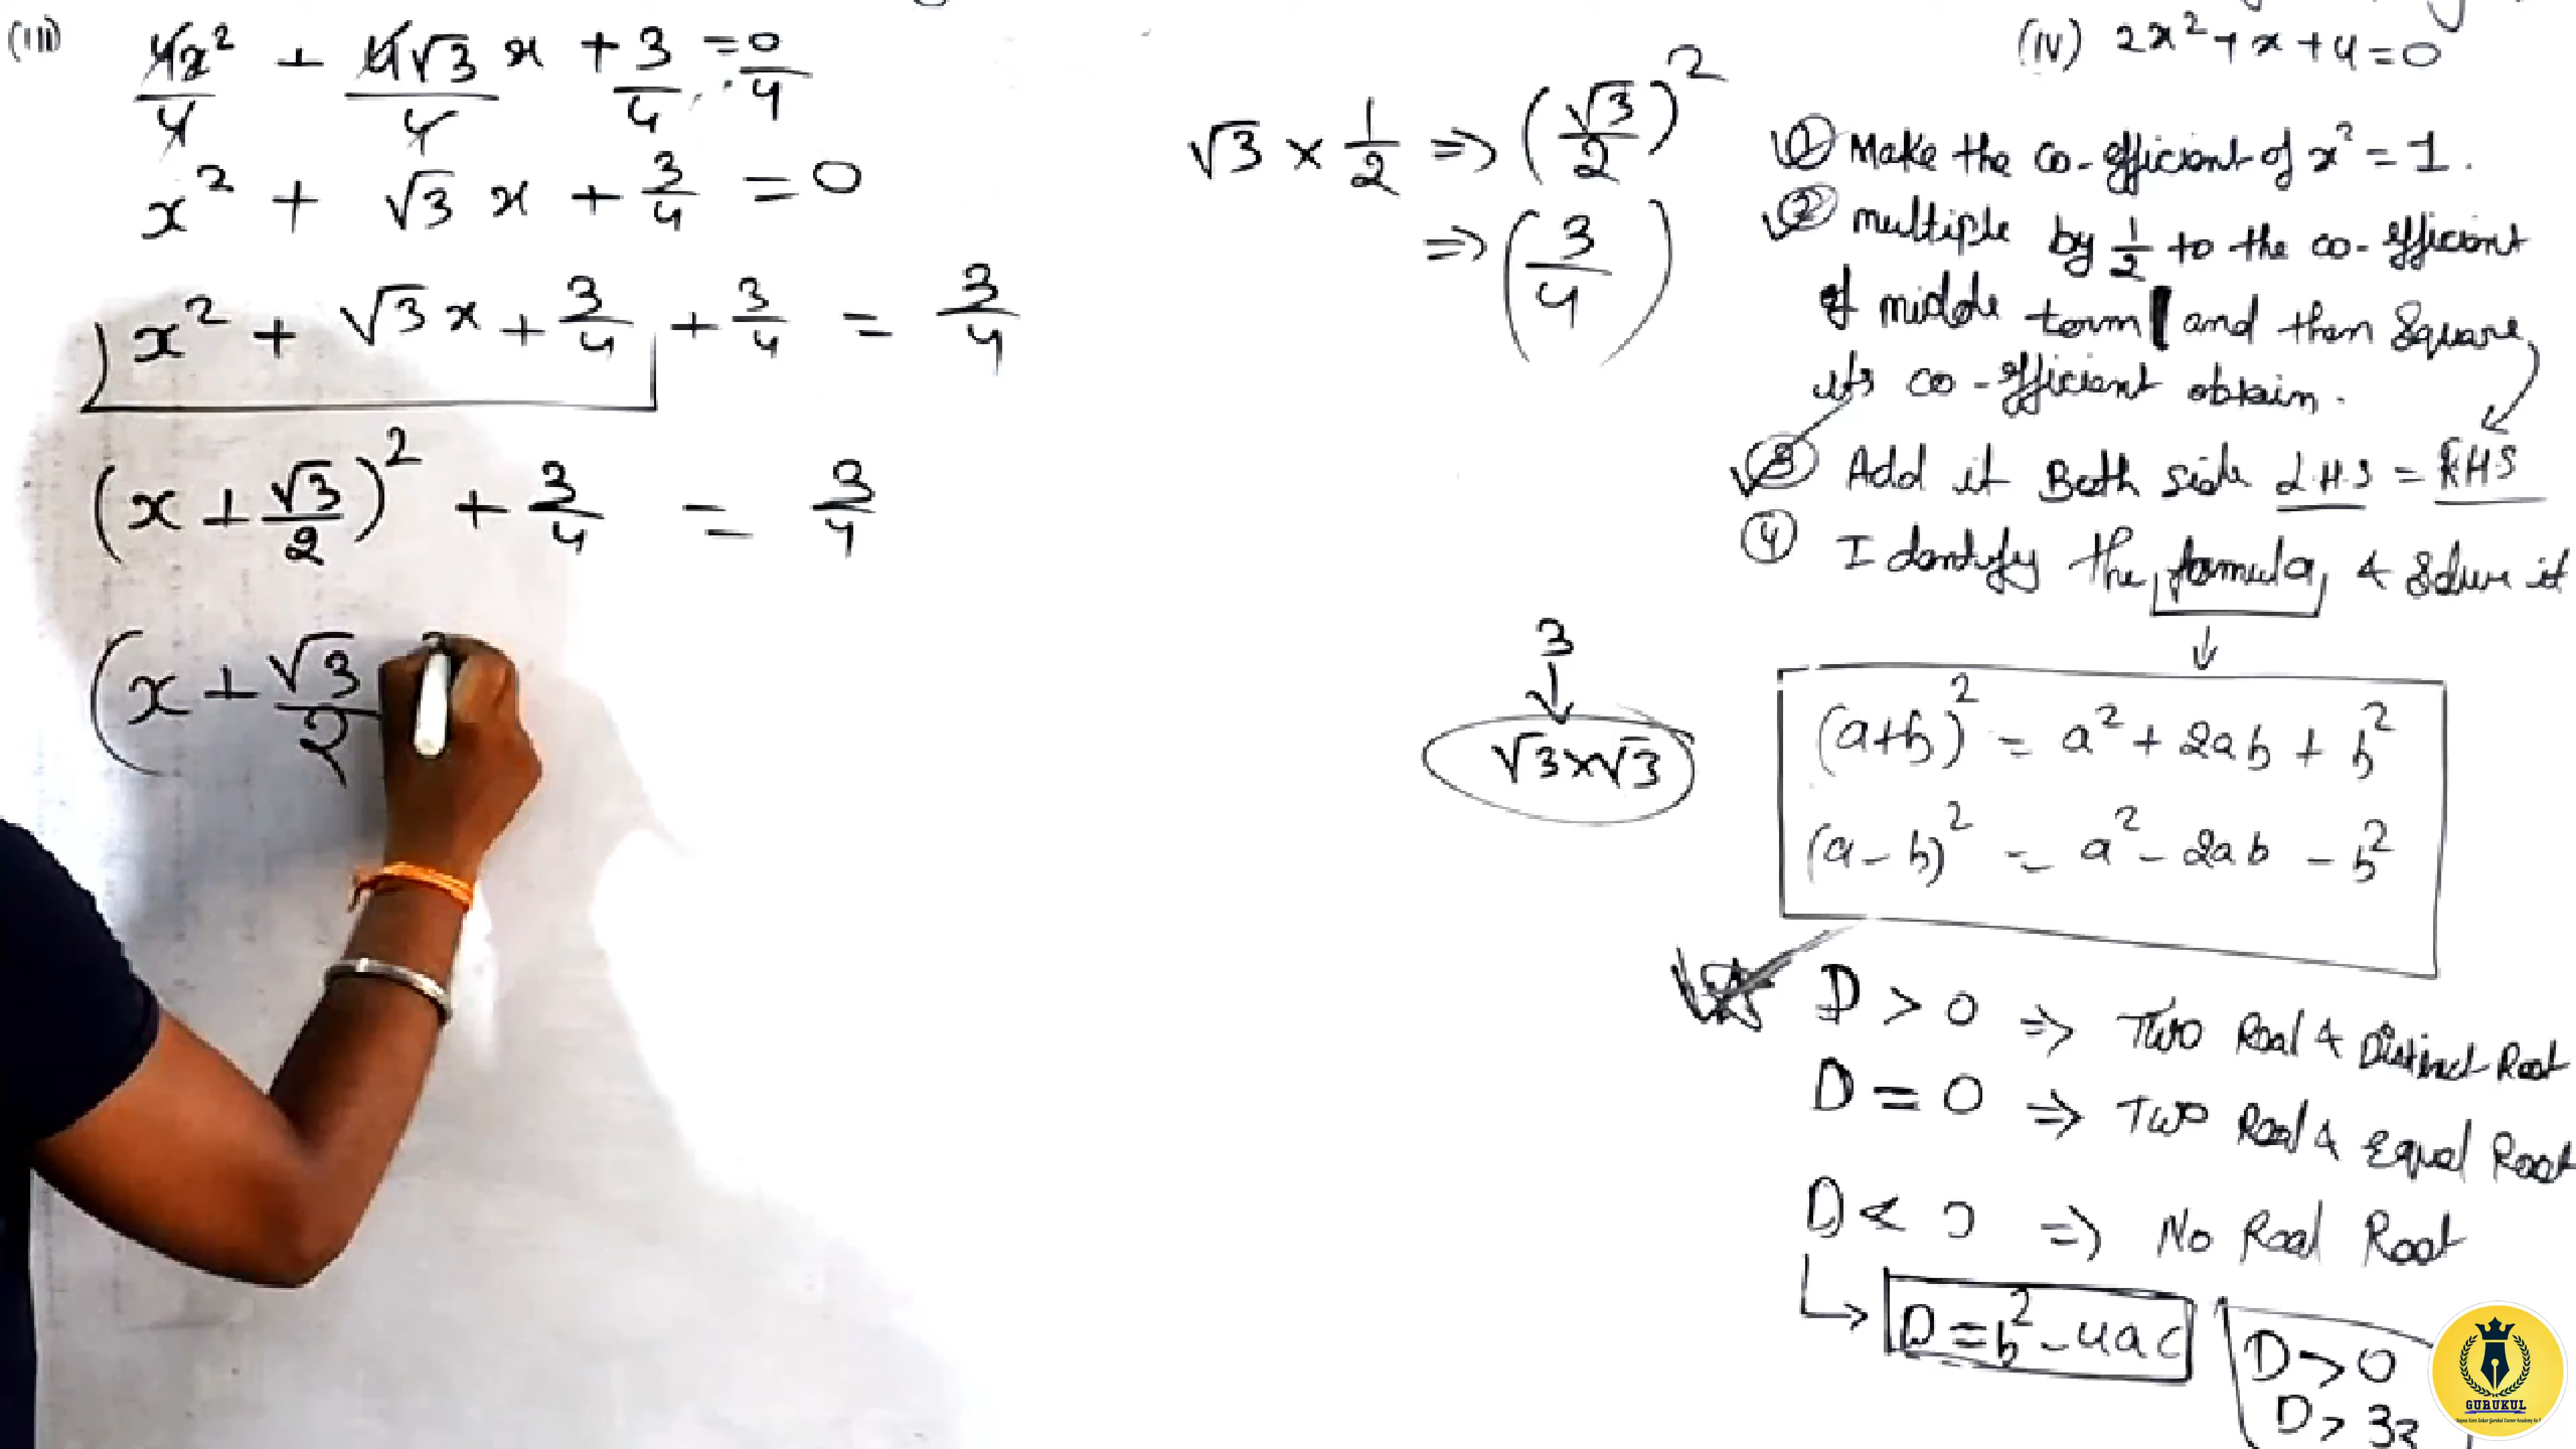 (iii) 4x²/4 + 4√3x/4 + 3/4 = 0/4
x² + √3x + 3/4 = 0
x² + √3x + 3/4 + 3/4 = 3/4
(x + √3/2)² + 3/4 = 3/4
(x + √3/2
√3 × 1/2 => (√3/2)²
=> (3/4)
3
↓
√3×√3
(iv) 2x² + x + 4 = 0
① Make the co-efficient of x² = 1.
② multiple by 1/2 to the co-efficient
of middle term and then square
its co-efficient obtain.
③ Add it Both side L.H.S = RHS
④ Identify the formula & solve it
↓
(a+b)² = a² + 2ab + b²
(a-b)² = a² - 2ab - b²
D > 0 => Two Real & Distinct Root
D = 0 => Two Real & Equal Root
D < 0 => No Real Root
D = b² - 4ac
D > 0
D > 32
GURUKUL